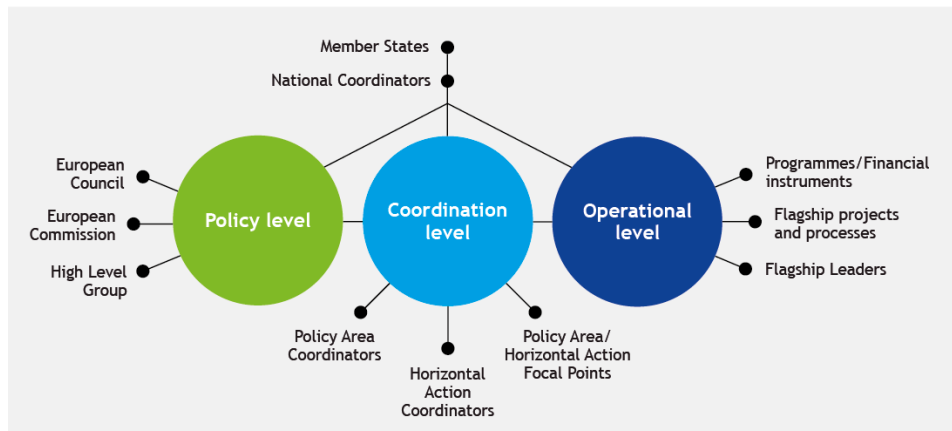 Member States
National Coordinators
European
Council
European
Commission
High Level
Group
Policy level
Coordination
level
Operational
level
Programmes/Financial
instruments
Flagship projects
and processes
Flagship Leaders
Policy Area
Coordinators
Horizontal
Action
Coordinators
Policy Area/
Horizontal Action
Focal Points